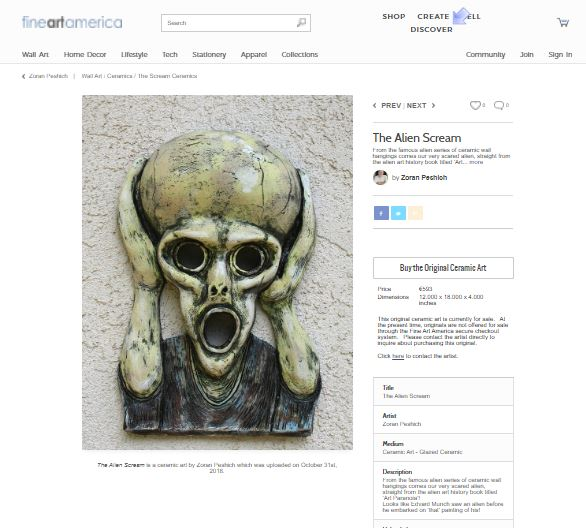 fineartamerica
Search
SHOP CREATE ELL
DISCOVER
Wall Art Home Decor Lifestyle Tech Stationery Apparel Collections Community Join Sign In
Zoran Peshich | Wall Art / Ceramics / The Scream Ceramics
PREV | NEXT 0 0
The Alien Scream
From the famous alien series of ceramic wall
hangings comes our very scared alien, straight from
the alien art history book titled 'Art... more
by Zoran Peshich
Buy the Original Ceramic Art
Price €593
Dimensions 12.000 x 18.000 x 4.000
inches
This original ceramic art is currently for sale. At
the present time, originals are not offered for sale
through the Fine Art America secure checkout
system. Please contact the artist directly to
inquire about purchasing this original.
Click here to contact the artist.
Title
The Alien Scream
Artist
Zoran Peshich
Medium
Ceramic Art - Glazed Ceramic
Description
From the famous alien series of ceramic wall
hangings comes our very scared alien,
straight from the alien art history book titled
'Art Paranoia'!
Looks like Edvard Munch saw an alien before
he embarked on 'that' painting of his!
The Alien Scream is a ceramic art by Zoran Peshich which was uploaded on October 31st,
2018.